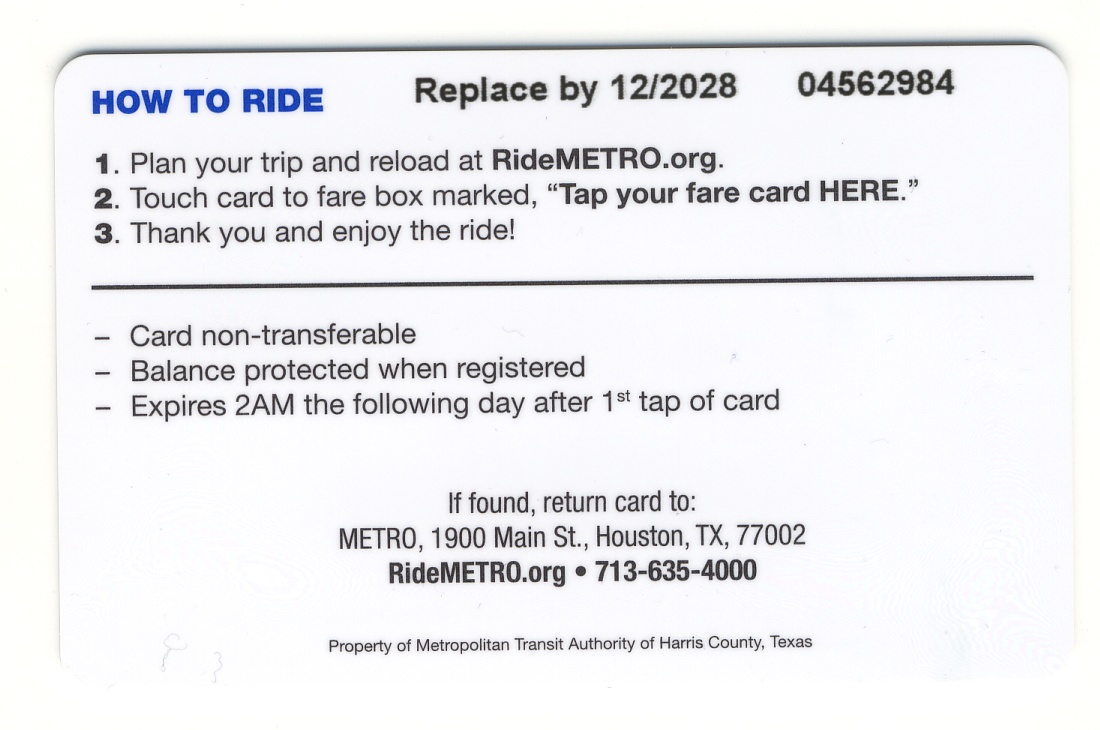 HOW TO RIDE Replace by 12/2028 04562984
1. Plan your trip and reload at RideMETRO.org.
2. Touch card to fare box marked, “Tap your fare card HERE.”
3. Thank you and enjoy the ride!
– Card non-transferable
– Balance protected when registered
– Expires 2AM the following day after 1st tap of card
If found, return card to:
METRO, 1900 Main St., Houston, TX, 77002
RideMETRO.org • 713-635-4000
Property of Metropolitan Transit Authority of Harris County, Texas